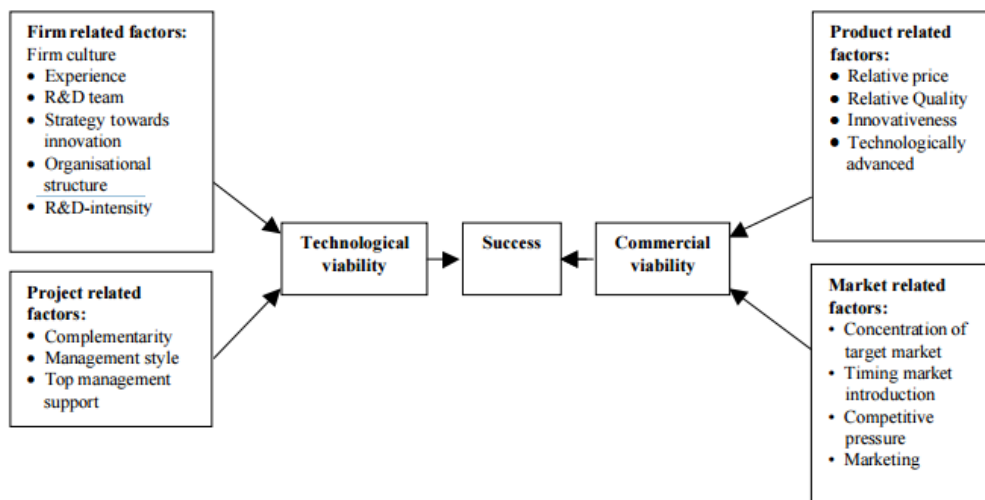 Firm related factors:
Firm culture
• Experience
• R&D team
• Strategy towards
innovation
• Organisational
structure
• R&D-intensity
Project related
factors:
• Complementarity
• Management style
• Top management
support
Technological
viability
Success
Commercial
viability
Product related
factors:
• Relative price
• Relative Quality
• Innovativeness
• Technologically
advanced
Market related
factors:
• Concentration of
target market
• Timing market
introduction
• Competitive
pressure
• Marketing